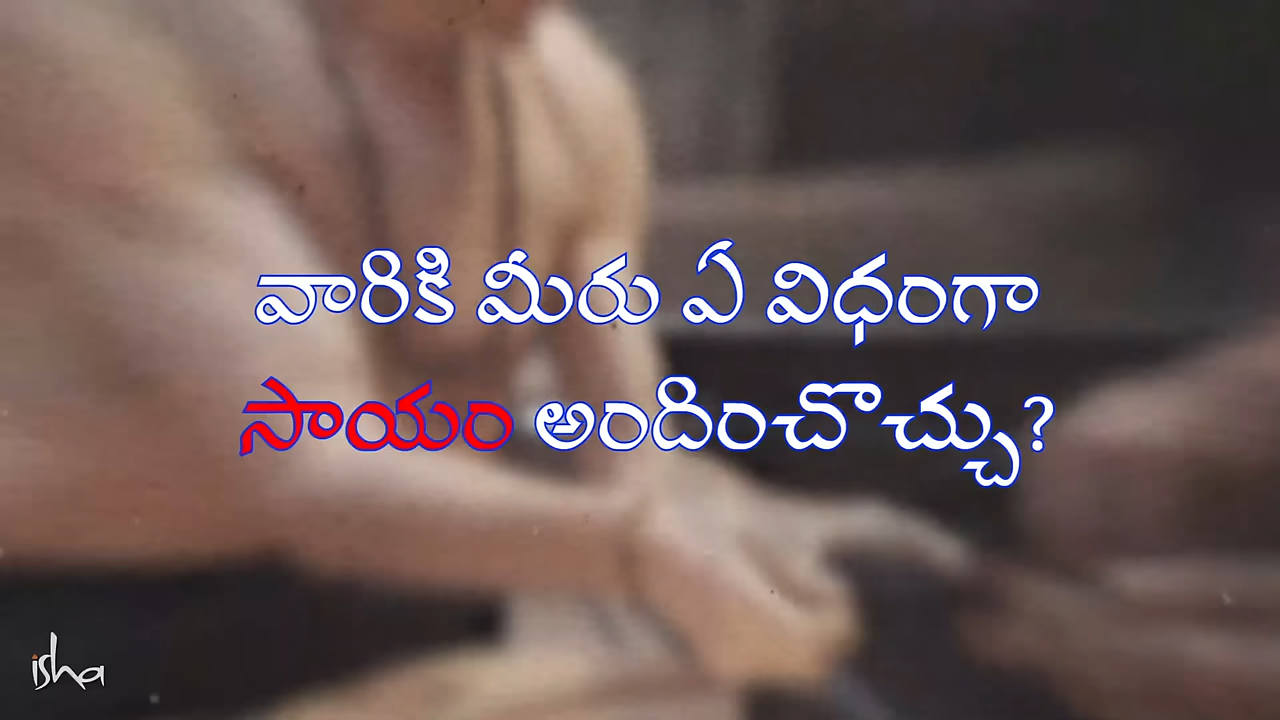 వారికి మీరు ఏ విధంగా
సాయం అందించొచ్చు?
isha